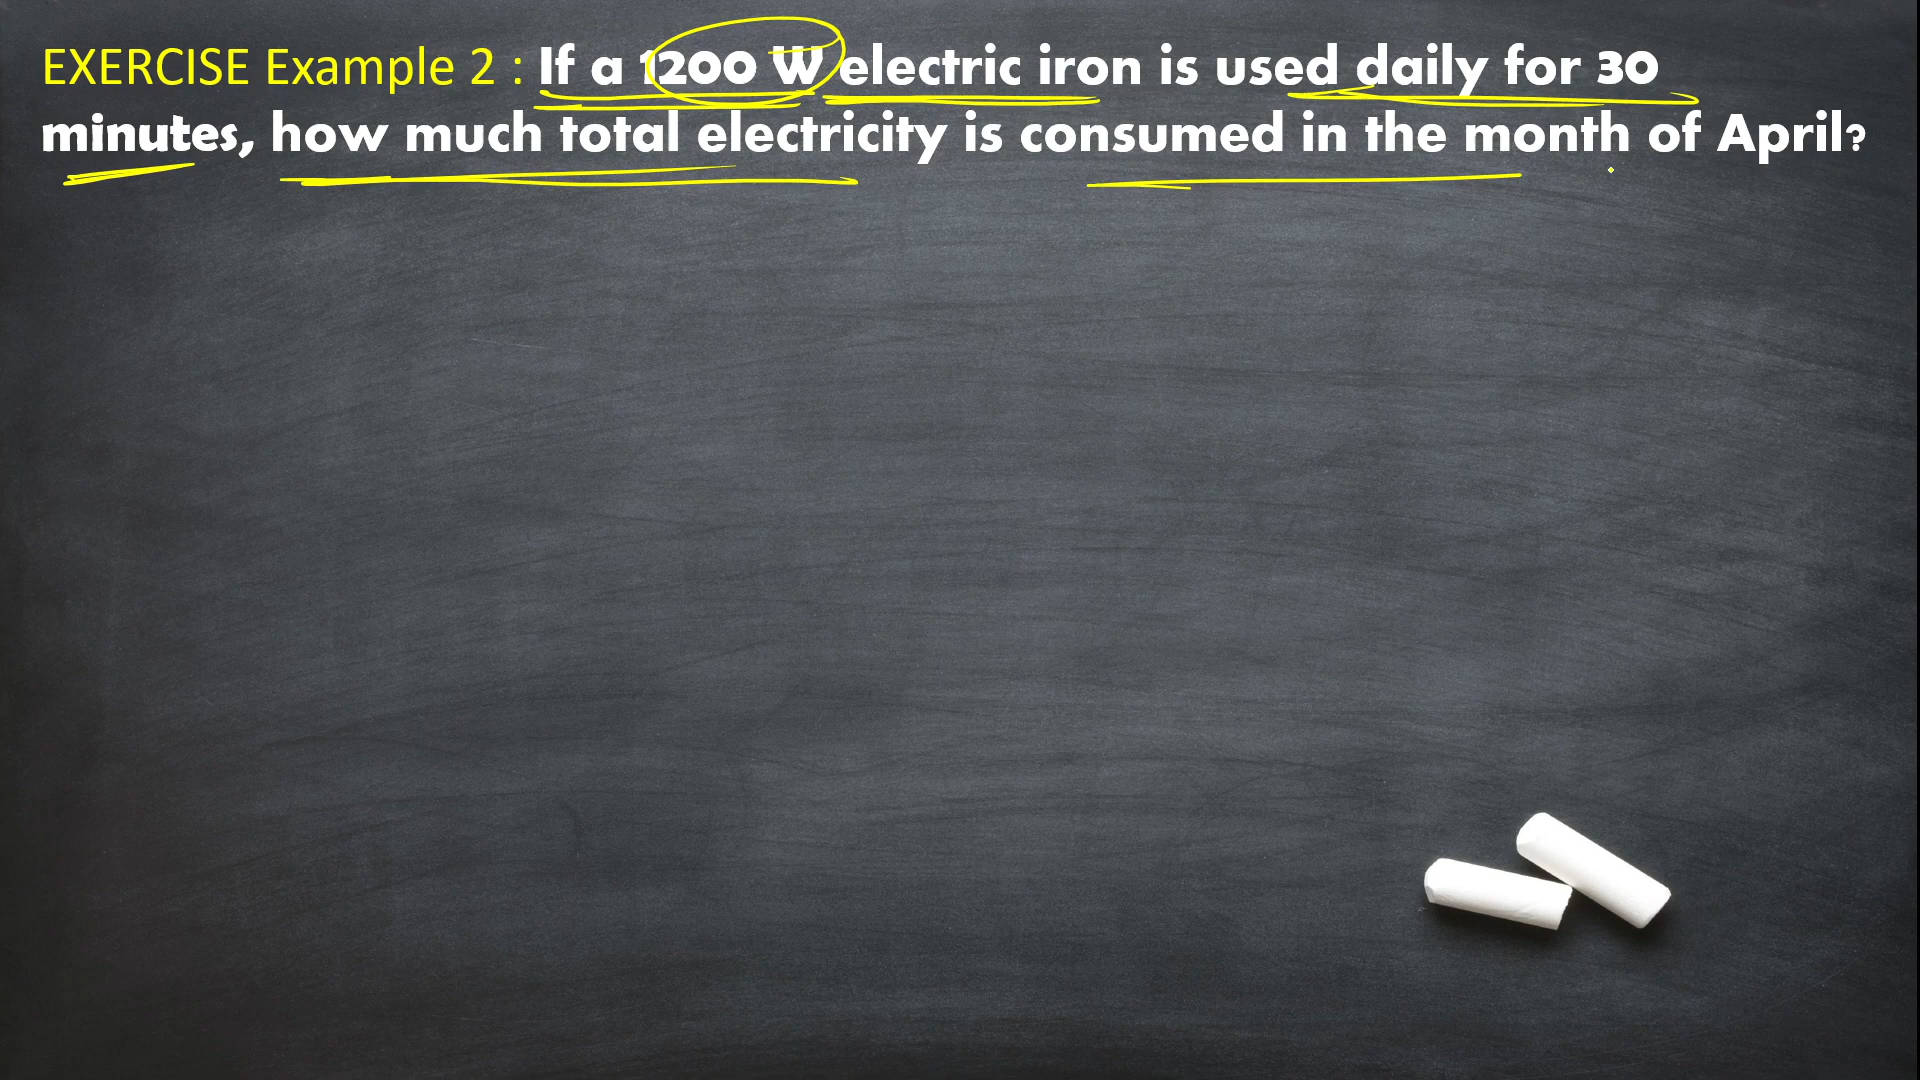 EXERCISE Example 2 : If a 1200 W electric iron is used daily for 30
minutes, how much total electricity is consumed in the month of April?